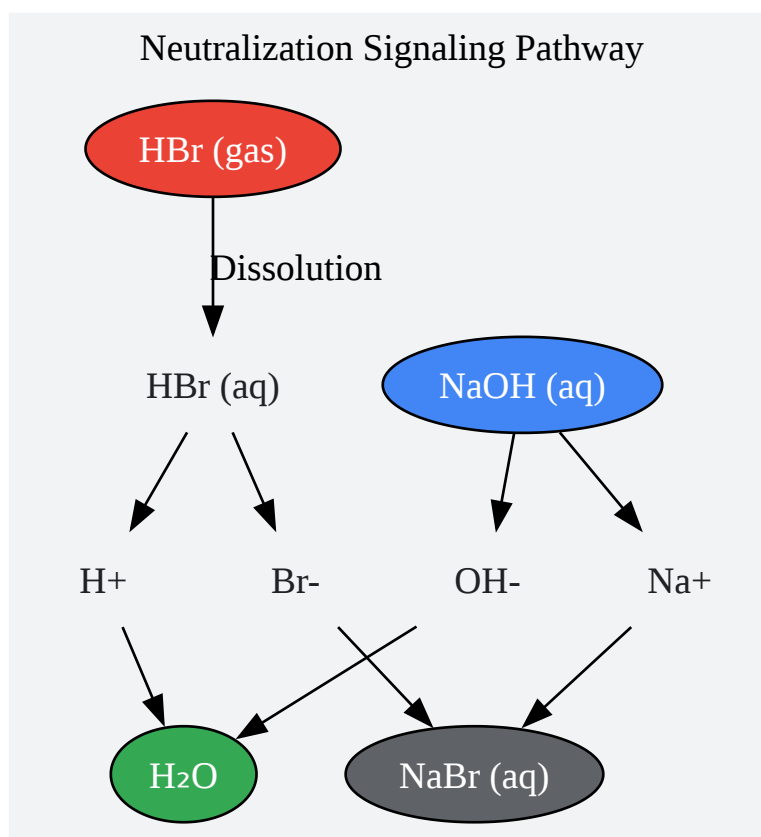 Neutralization Signaling Pathway
HBr (gas)
Dissolution
HBr (aq)
NaOH (aq)
H+
Br-
OH-
Na+
H₂O
NaBr (aq)